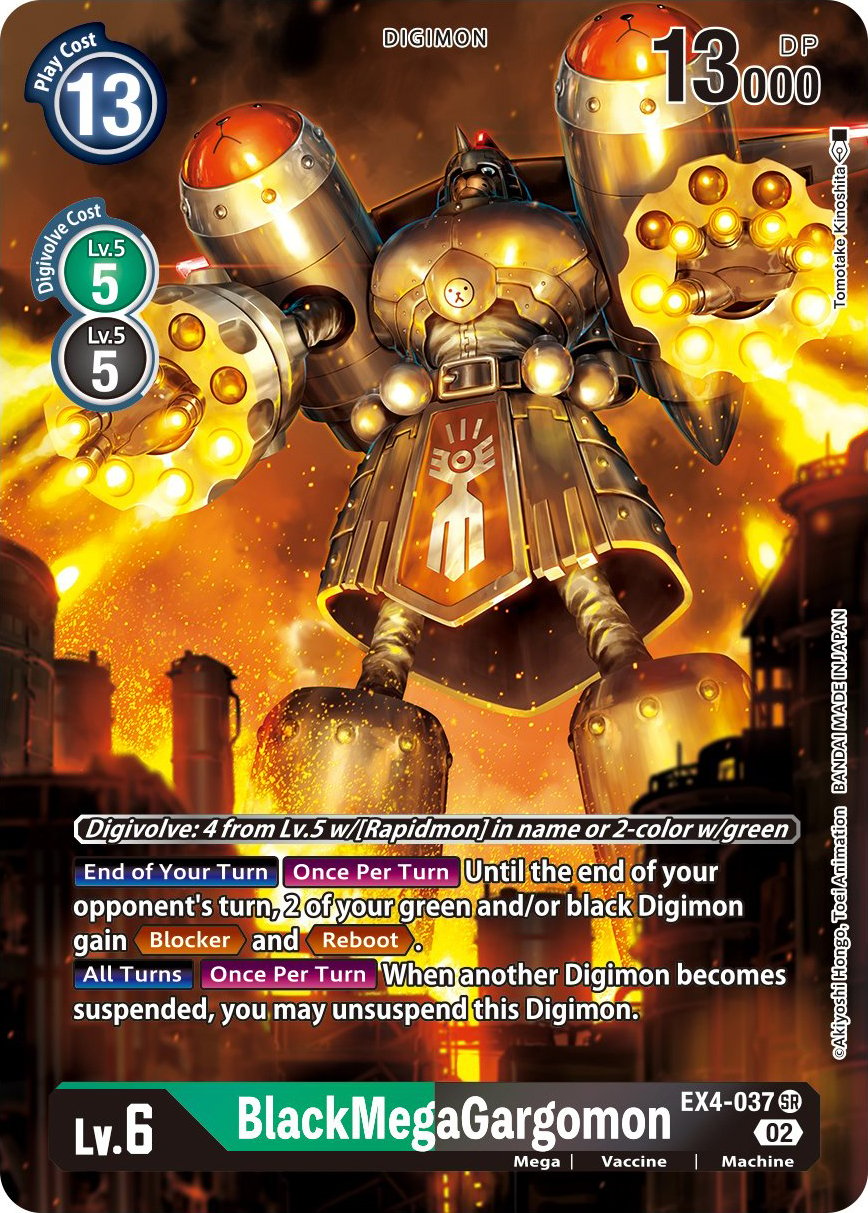 DIGIMON
Play Cost
13
DP
13000
Digivolve Cost
Lv.5
5
Lv.5
5
Tomotake Kinoshita
BANDAI MADE IN JAPAN
©Akiyoshi Hongo, Toei Animation
Digivolve: 4 from Lv.5 w/[Rapidmon] in name or 2-color w/green
End of Your Turn Once Per Turn Until the end of your
opponent's turn, 2 of your green and/or black Digimon
gain Blocker and Reboot.
All Turns Once Per Turn When another Digimon becomes
suspended, you may unsuspend this Digimon.
Lv.6
BlackMegaGargomon
EX4-037 SR
02
Mega | Vaccine | Machine